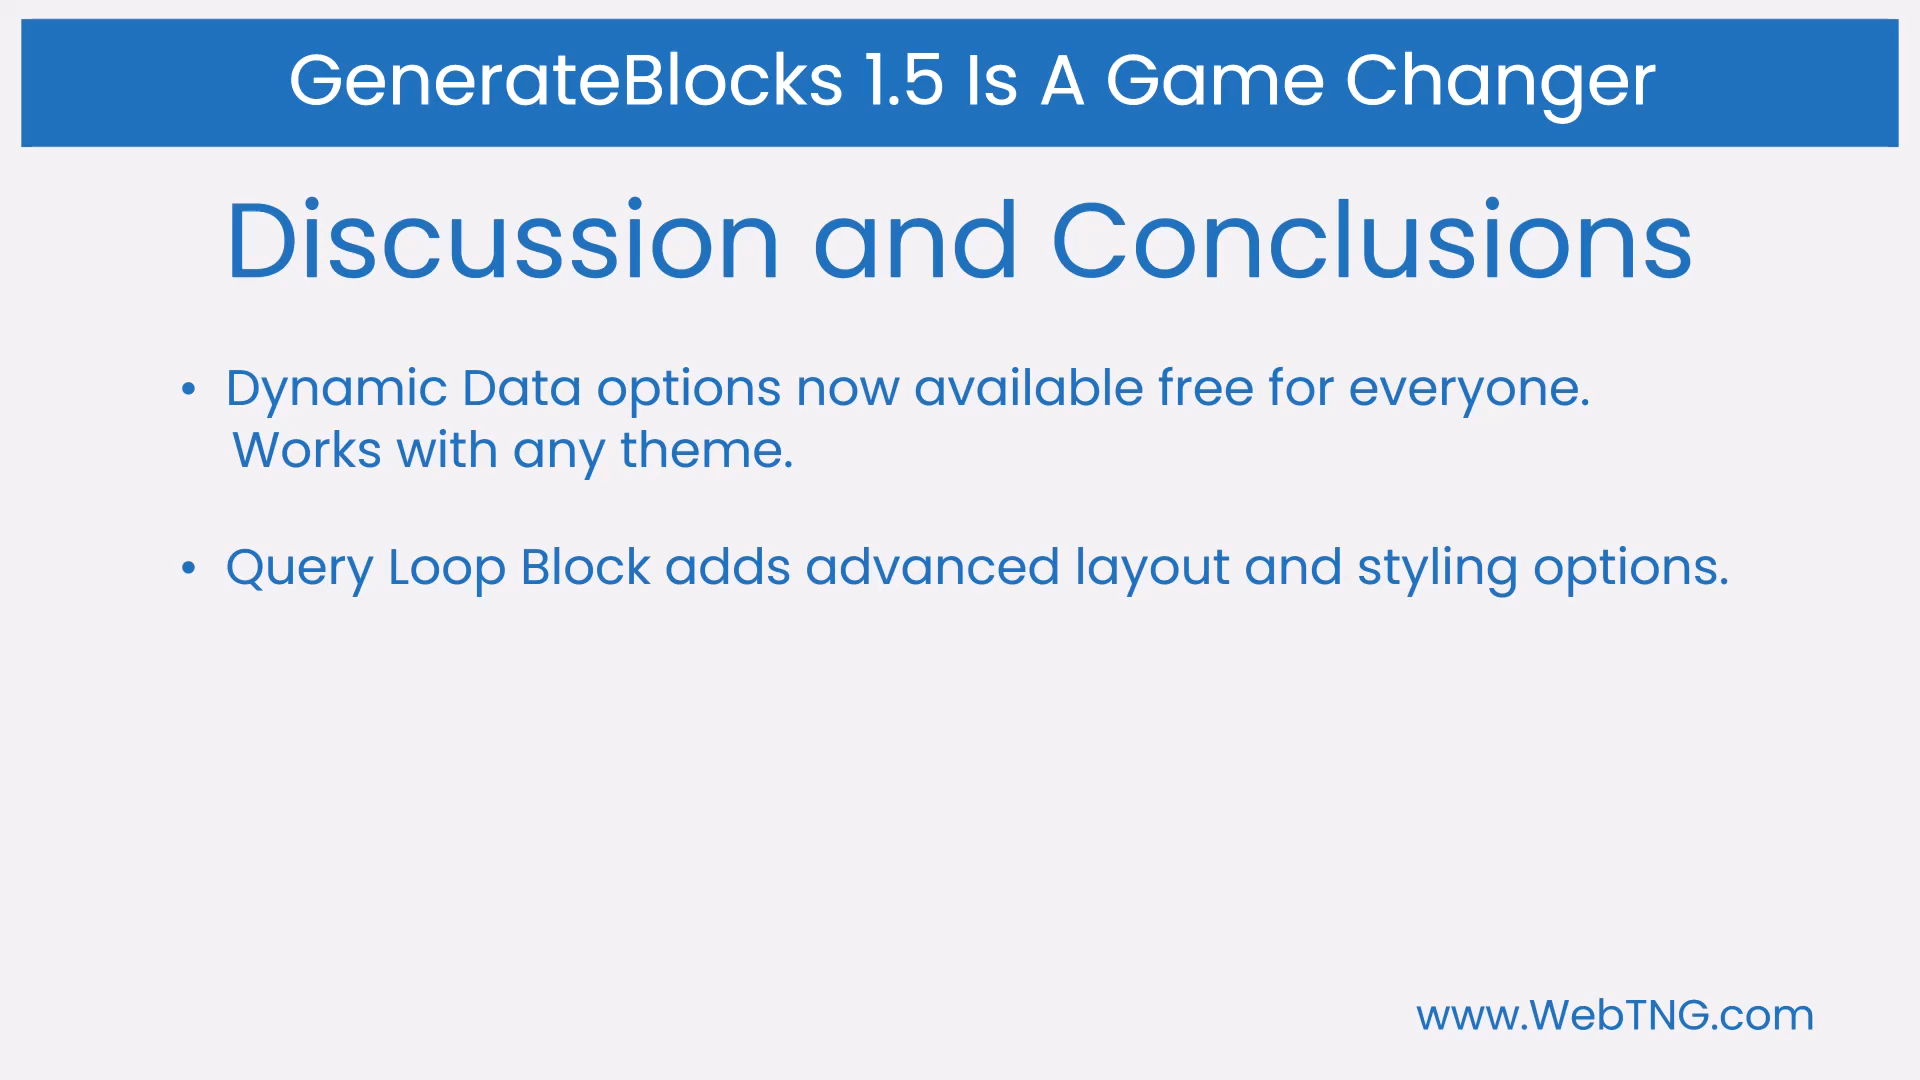 GenerateBlocks 1.5 Is A Game Changer
Discussion and Conclusions
• Dynamic Data options now available free for everyone.
Works with any theme.
• Query Loop Block adds advanced layout and styling options.
www.WebTNG.com